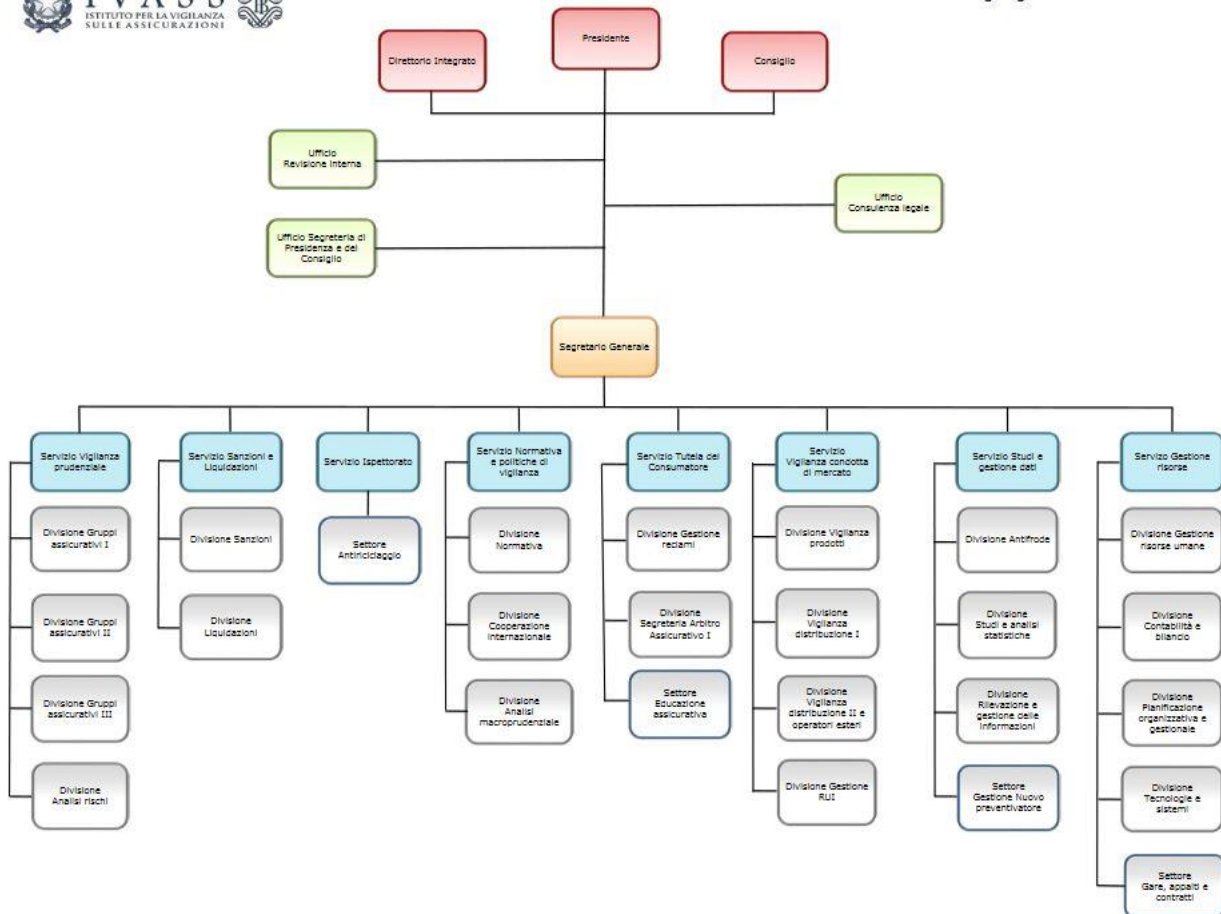 IVASS
ISTITUTO PER LA VIGILANZA
SULLE ASSICURAZIONI
Presidente
Direttorio Integrato
Consiglio
Ufficio
Revisione interna
Ufficio
Consulenza legale
Ufficio Segreteria di
Presidenza e del
Consiglio
Segretario Generale
Servizio Vigilanza
prudenziale
Servizio Sanzioni e
Liquidazioni
Servizio Ispettorato
Servizio Normativa
e politiche di
vigilanza
Servizio Tutela del
Consumatore
Servizio
Vigilanza condotta
di mercato
Servizio Studi e
gestione dati
Servizo Gestione
risorse
Divisione Gruppi
assicurativi I
Divisione Sanzioni
Settore
Antiriciclaggio
Divisione
Normativa
Divisione Gestione
reclami
Divisione Vigilanza
prodotti
Divisione Antifrode
Divisione Gestione
risorse umane
Divisione Gruppi
assicurativi II
Divisione
Liquidazioni
Divisione
Cooperazione
internazionale
Divisione
Segreteria Arbitro
Assicurativo I
Divisione
Vigilanza
distribuzione I
Divisione
Studi e analisi
statistiche
Divisione
Contabilità e
bilancio
Divisione Gruppi
assicurativi III
Divisione
Analisi
macroprudenziale
Settore
Educazione
assicurativa
Divisione
Vigilanza
distribuzione II e
operatori esteri
Divisione
Rilevazione e
gestione delle
informazioni
Divisione
Pianificazione
organizzativa e
gestionale
Divisione
Analisi rischi
Divisione Gestione
RUI
Settore
Gestione Nuovo
preventivatore
Divisione
Tecnologie e
sistemi
Settore
Gare, appalti e
contratti